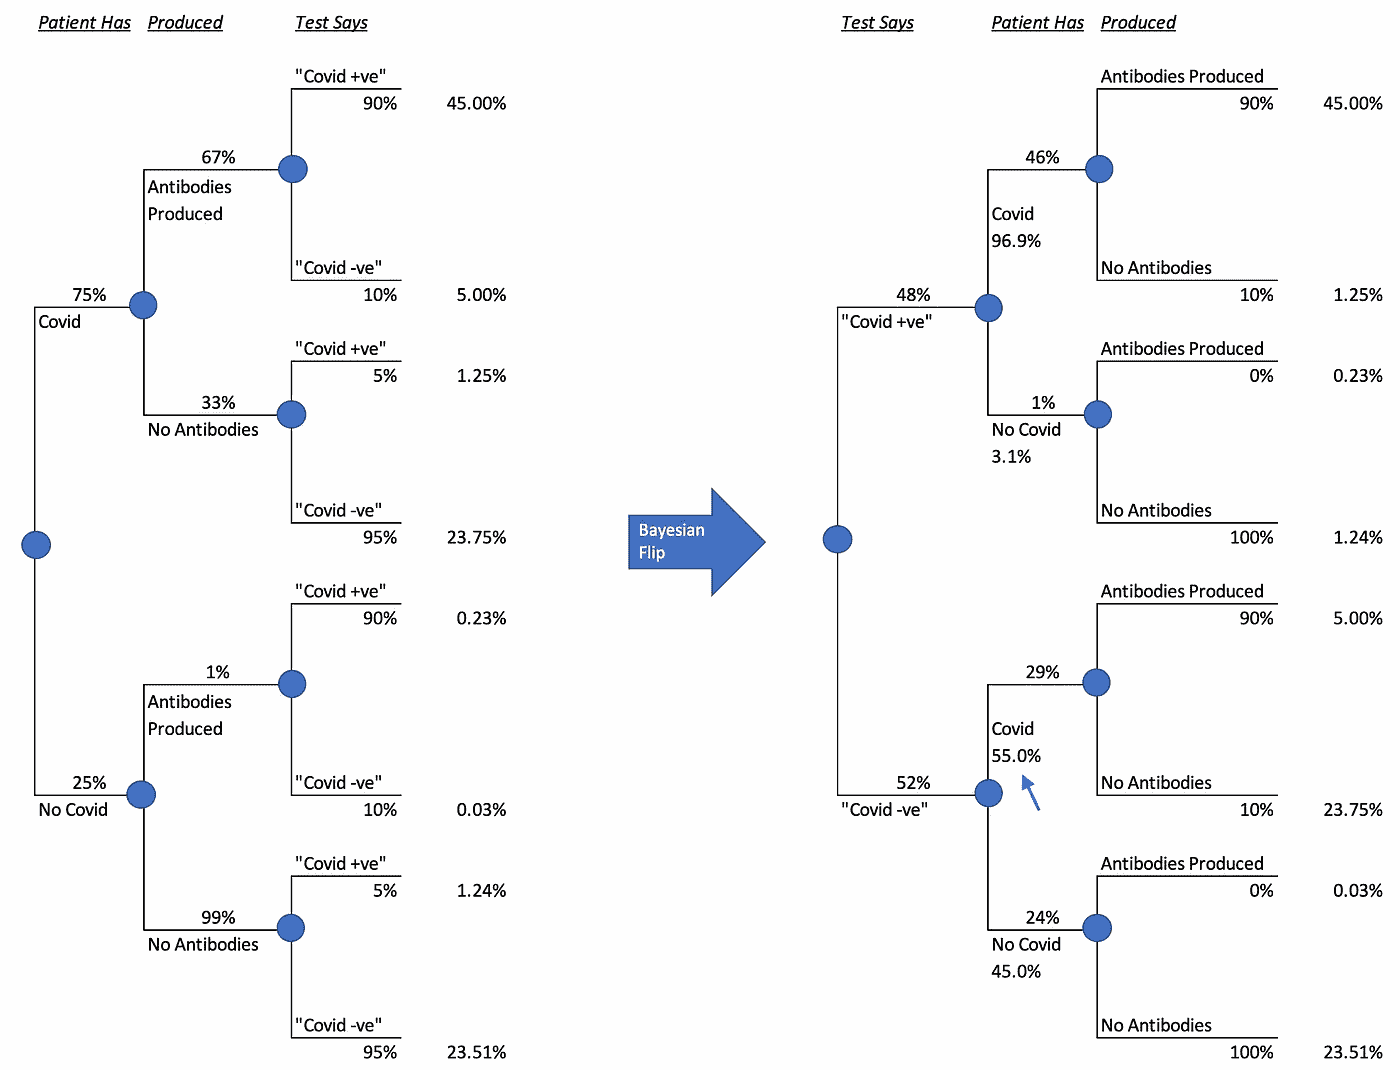 Patient Has Produced Test Says
"Covid +ve"
90% 45.00%
67%
Antibodies
Produced
"Covid -ve"
75% 10% 5.00%
Covid
"Covid +ve"
5% 1.25%
33%
No Antibodies
"Covid -ve"
95% 23.75%
"Covid +ve"
90% 0.23%
1%
Antibodies
Produced
25% "Covid -ve"
No Covid 10% 0.03%
"Covid +ve"
5% 1.24%
99%
No Antibodies
"Covid -ve"
95% 23.51%
Bayesian
Flip
Test Says Patient Has Produced
Antibodies Produced
90% 45.00%
46%
Covid
96.9%
No Antibodies
48% 10% 1.25%
"Covid +ve"
Antibodies Produced
0% 0.23%
1%
No Covid
3.1%
No Antibodies
100% 1.24%
Antibodies Produced
90% 5.00%
29%
Covid
55.0%
52% No Antibodies
"Covid -ve" 10% 23.75%
Antibodies Produced
0% 0.03%
24%
No Covid
45.0%
No Antibodies
100% 23.51%